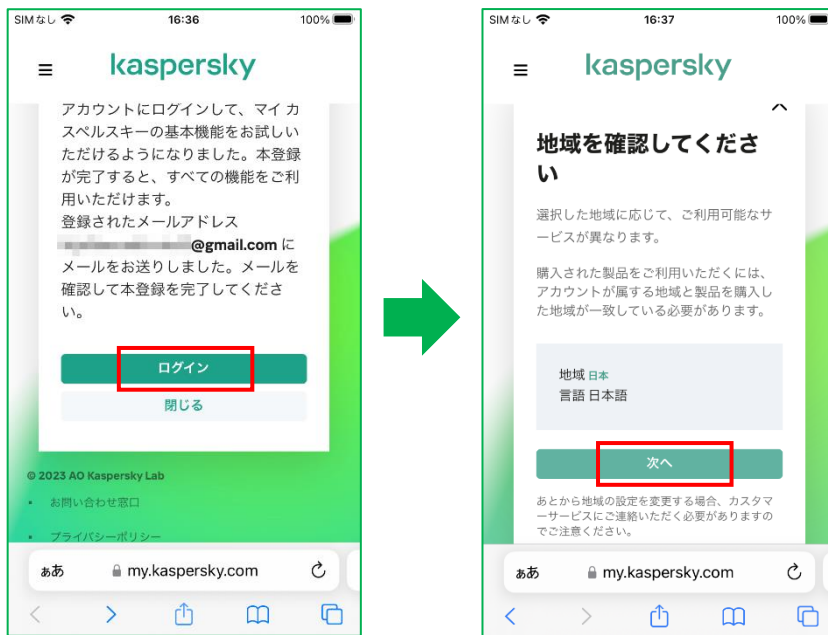 SIMなし 16:36 100%
kaspersky
アカウントにログインして、マイ カ
スペルスキーの基本機能をお試しい
ただけるようになりました。本登録
が完了すると、すべての機能をご利
用いただけます。
登録されたメールアドレス
@gmail.com に
メールをお送りしました。メールを
確認して本登録を完了してくださ
い。
ログイン
閉じる
© 2023 AO Kaspersky Lab
お問い合わせ窓口
プライバシーポリシー
ぁあ my.kaspersky.com
SIMなし 16:37 100%
kaspersky
地域を確認してくださ
い
選択した地域に応じて、ご利用可能なサ
ービスが異なります。
購入された製品をご利用いただくには、
アカウントが属する地域と製品を購入し
た地域が一致している必要があります。
地域 日本
言語 日本語
次へ
あとから地域の設定を変更する場合、カスタマ
ーサービスにご連絡いただく必要がありますの
でご注意ください。
ぁあ my.kaspersky.com